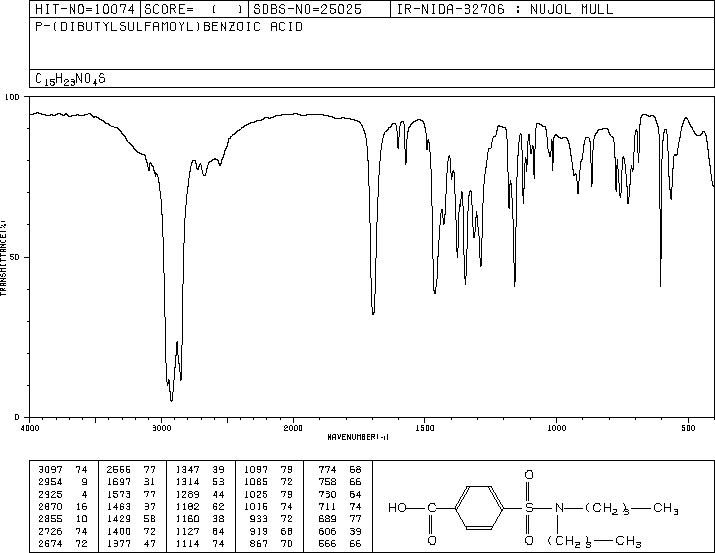 HIT-NO=10074 SCORE= ( ) SDBS-NO=25025 IR-NIDA-32706 : NUJOL MULL
P-(DIBUTYLSULFAMOYL)BENZOIC ACID
C15H23NO4S
100
50
0
TRANSMITTANCE(%)
4000 3000 2000 1500 1000 500
WAVENUMBER(-1)
3097 74 2566 77 1347 39 1097 79 774 68
2954 9 1697 31 1314 53 1085 72 758 66
2925 4 1573 77 1289 44 1025 79 730 64
2870 16 1463 37 1182 62 1016 74 711 74
2855 10 1429 58 1160 38 933 72 689 77
2726 74 1400 72 1127 64 919 68 606 39
2674 72 1377 47 1114 74 867 70 566 66
HO C O S O O N (CH2)3 CH3
(CH2)3 CH3